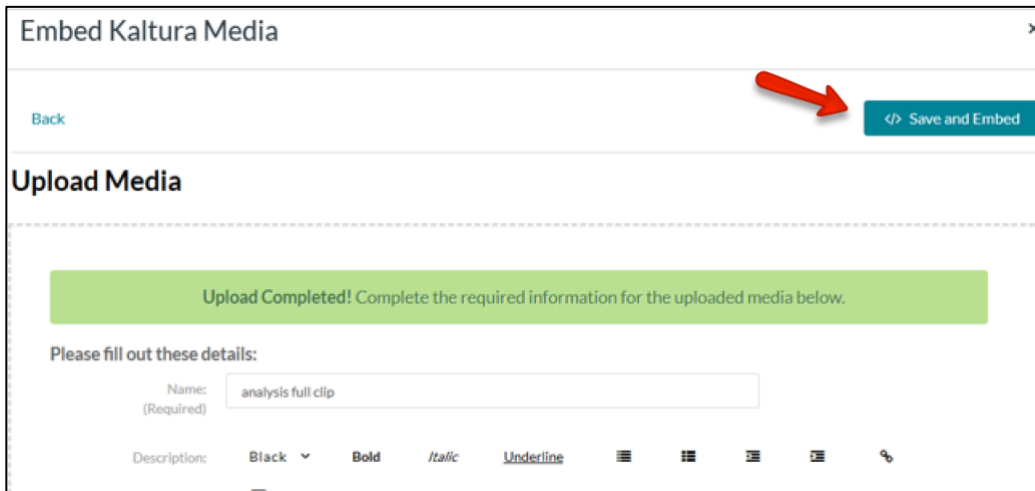 Embed Kaltura Media
Back
</> Save and Embed
Upload Media
Upload Completed! Complete the required information for the uploaded media below.
Please fill out these details:
Name:
(Required)
analysis full clip
Description:
Black
Bold
Italic
Underline